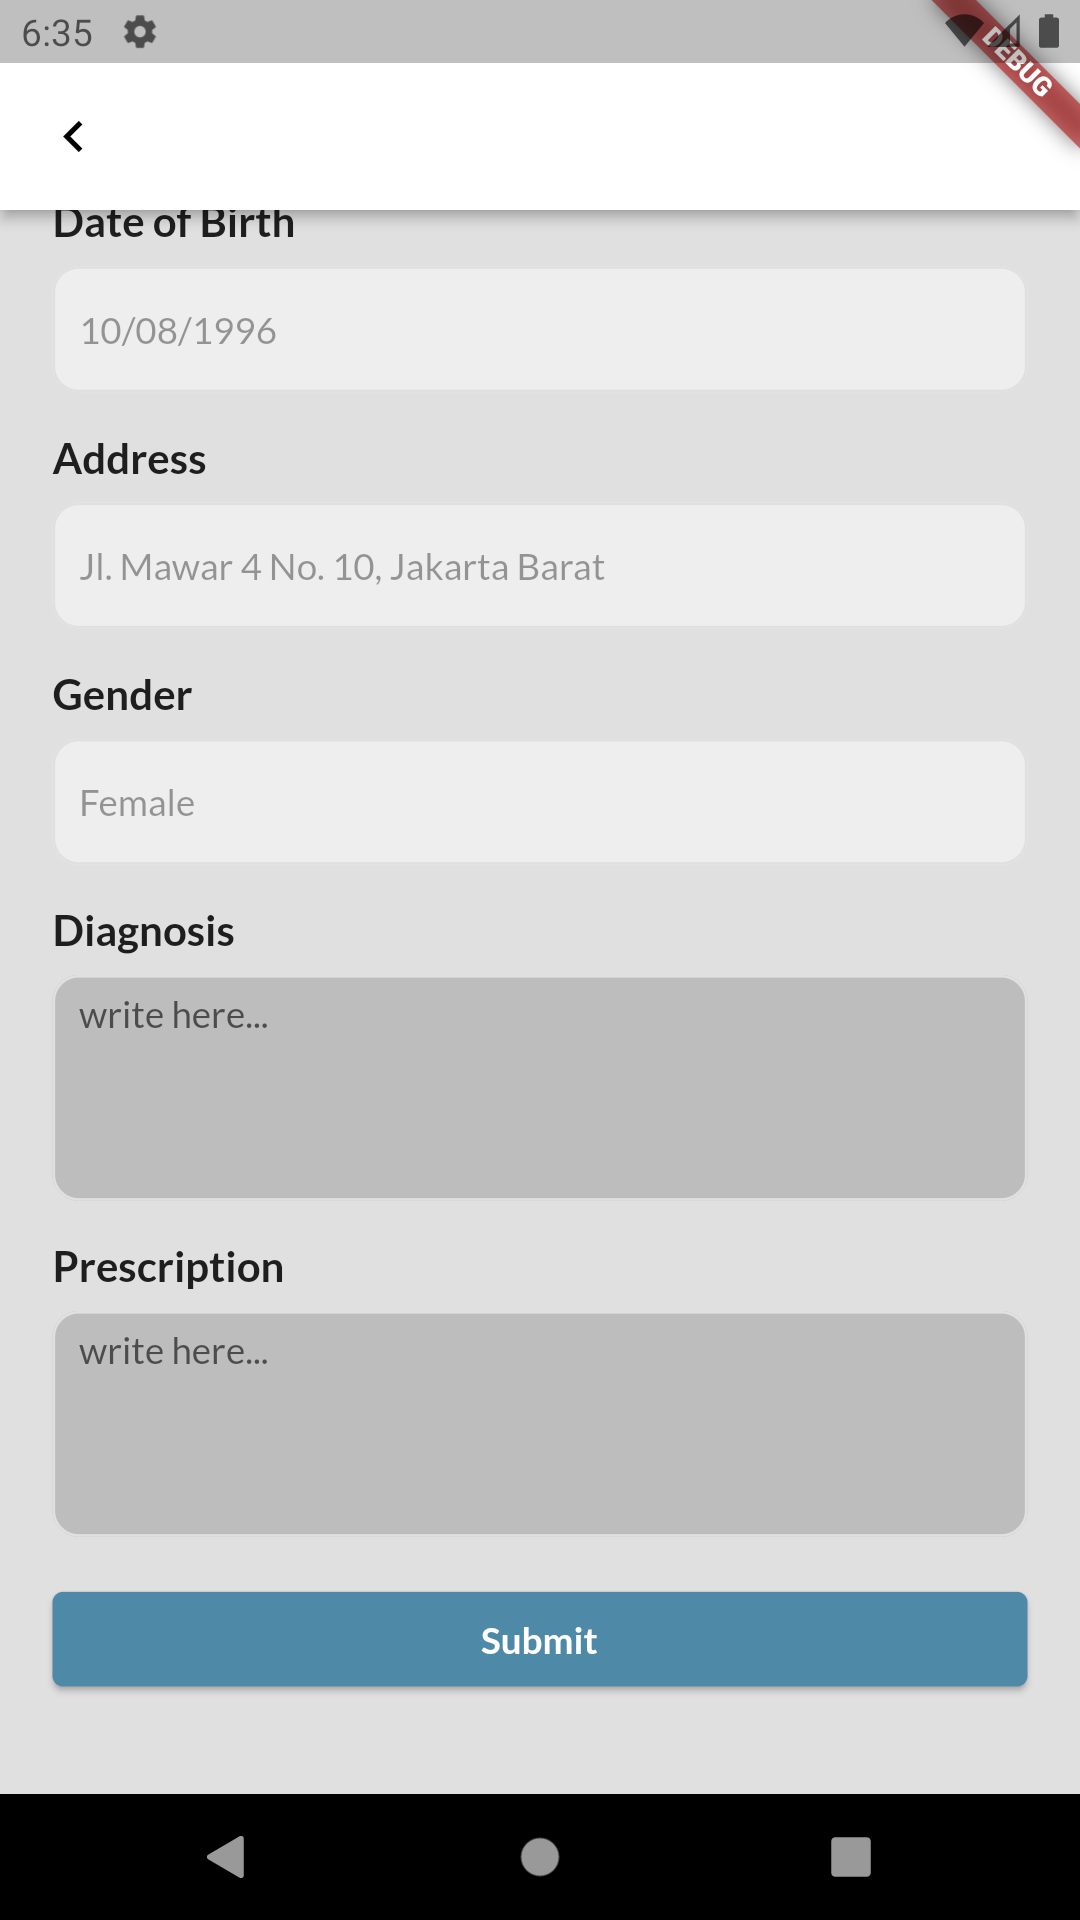 6:35
DEBUG
Date of Birth
10/08/1996
Address
Jl. Mawar 4 No. 10, Jakarta Barat
Gender
Female
Diagnosis
write here...
Prescription
write here...
Submit